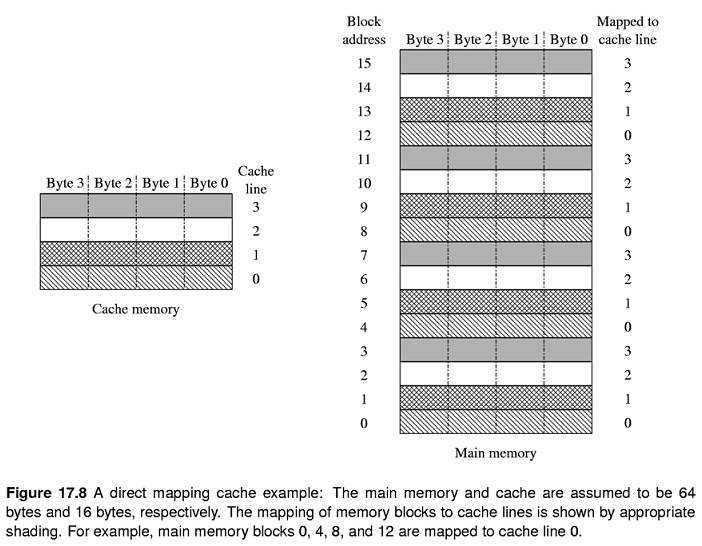 Block address
Byte 3 Byte 2 Byte 1 Byte 0
Mapped to cache line
15 3
14 2
13 1
12 0
11 3
10 2
9 1
8 0
7 3
6 2
5 1
4 0
3 3
2 2
1 1
0 0
Main memory
Byte 3 Byte 2 Byte 1 Byte 0
Cache line
3
2
1
0
Cache memory
Figure 17.8 A direct mapping cache example: The main memory and cache are assumed to be 64
bytes and 16 bytes, respectively. The mapping of memory blocks to cache lines is shown by appropriate
shading. For example, main memory blocks 0, 4, 8, and 12 are mapped to cache line 0.